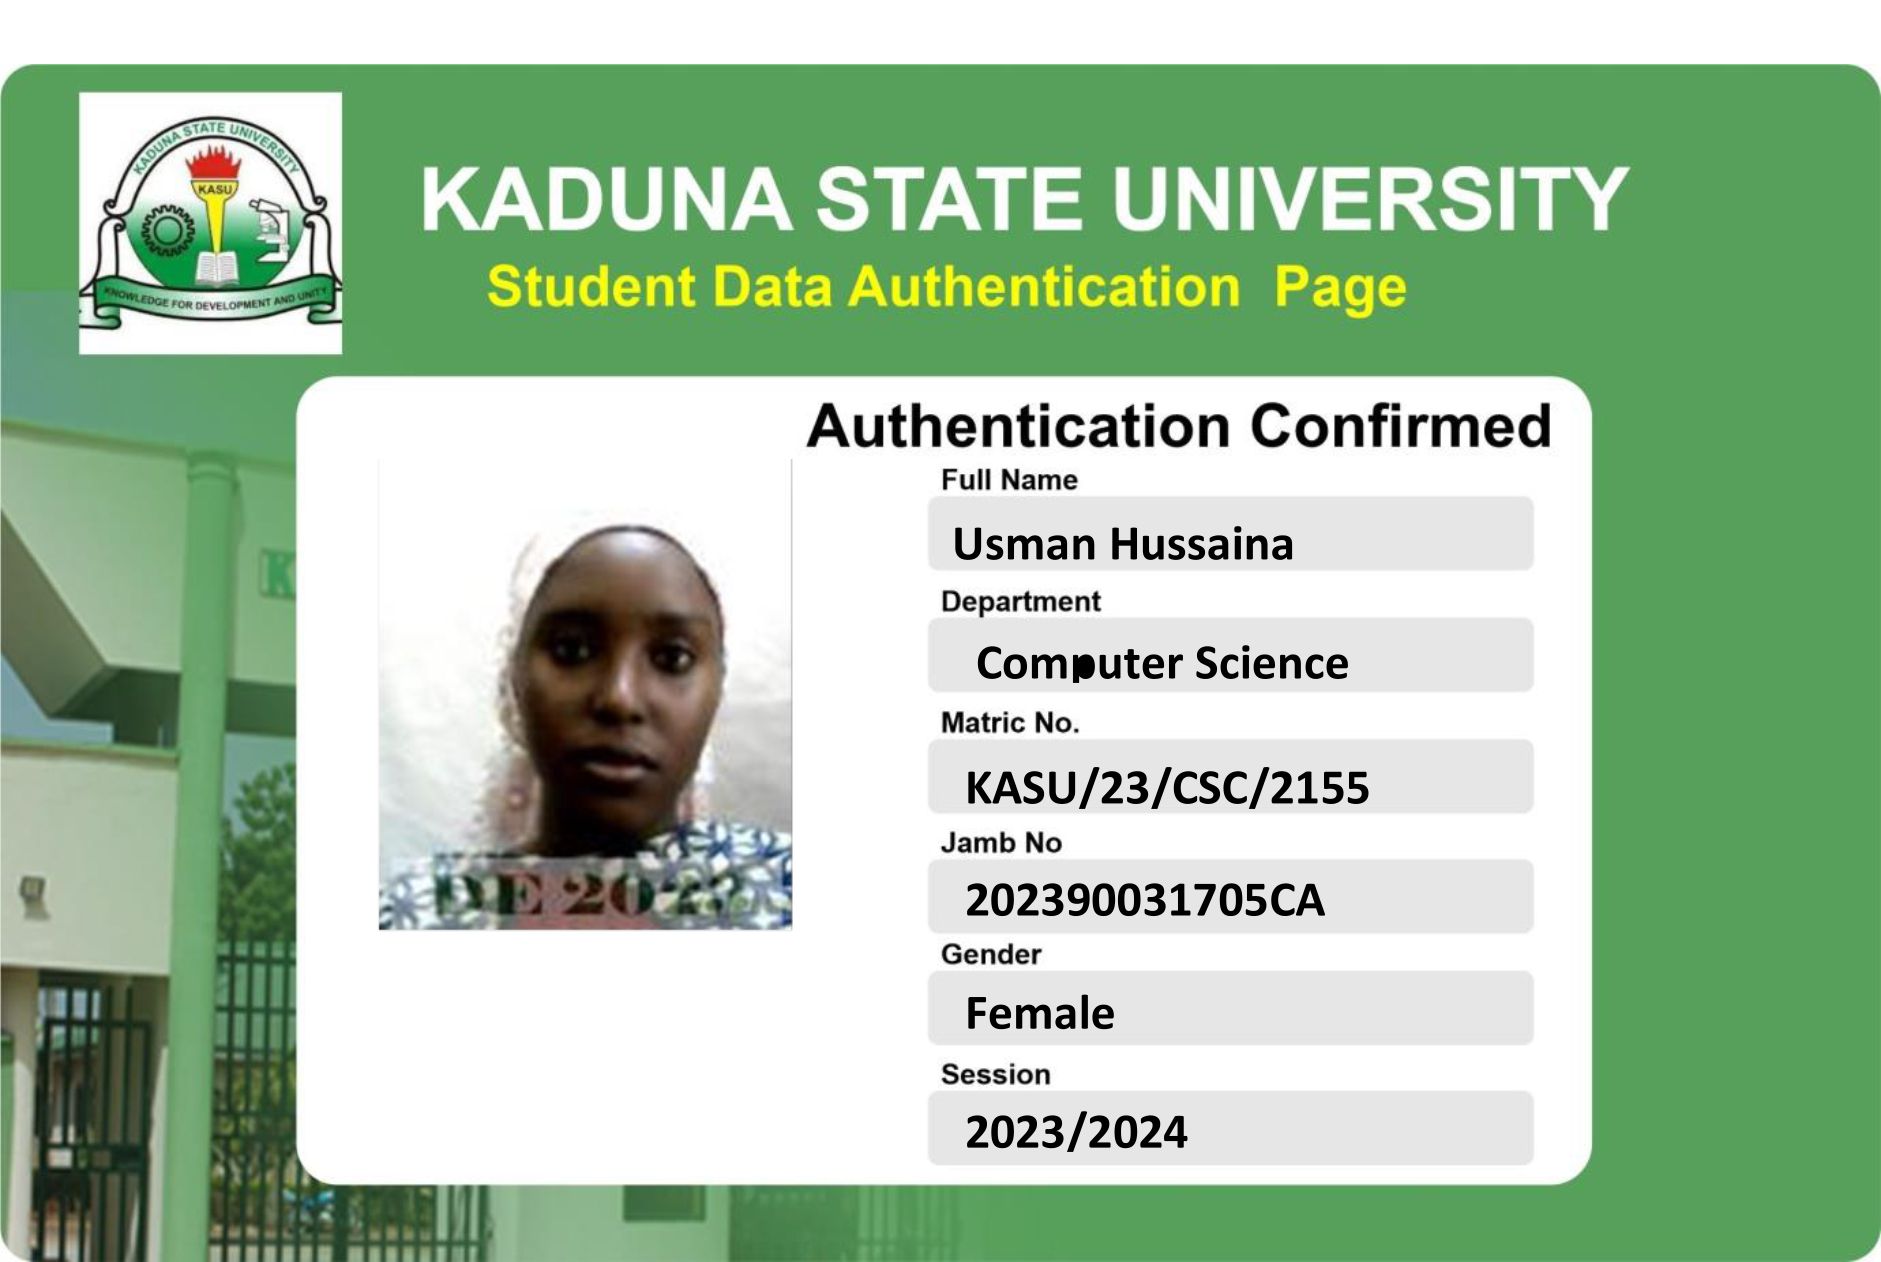 KADUNA STATE UNIVERSITY
KASU
KNOWLEDGE FOR DEVELOPMENT AND UNITY
KADUNA STATE UNIVERSITY
Student Data Authentication Page
Authentication Confirmed
Full Name
Usman Hussaina
Department
Computer Science
Matric No.
KASU/23/CSC/2155
Jamb No
202390031705CA
Gender
Female
Session
2023/2024
K
DE